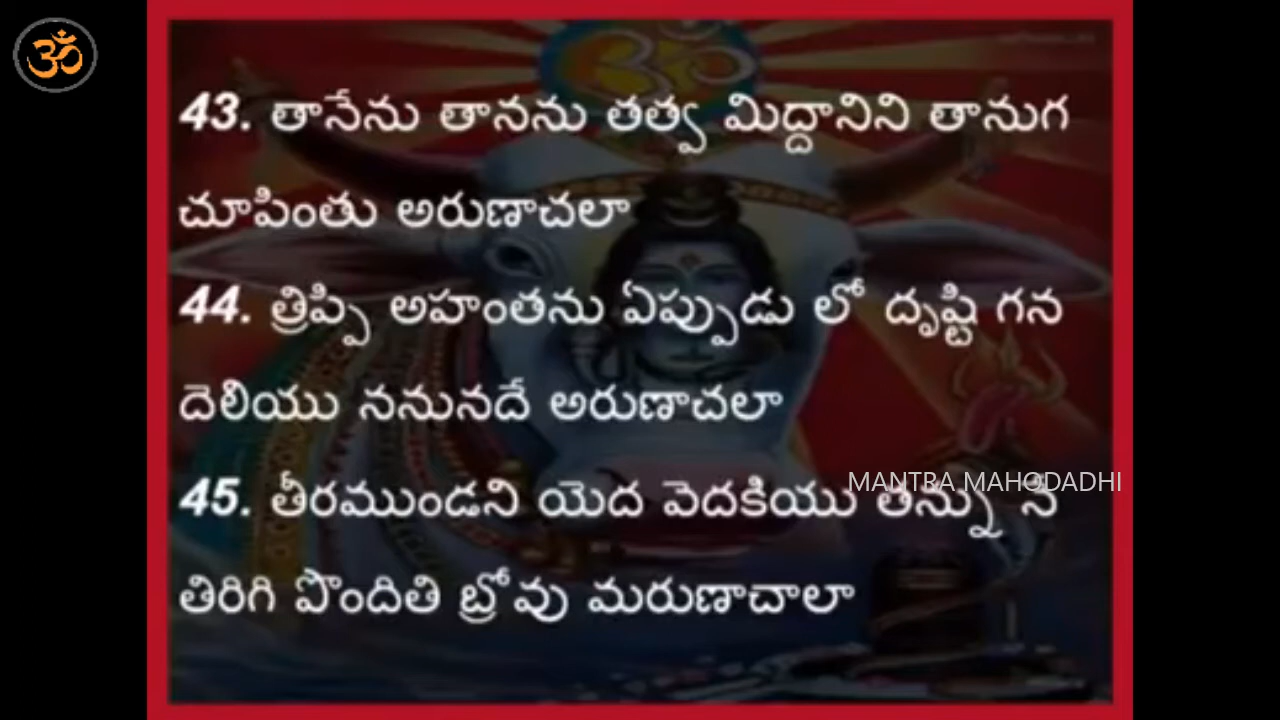 ॐ
43. తానేను తానను తత్వ మిద్దానిని తానుగ
చూపింతు అరుణాచలా
44. త్రిప్పి అహంతను ఏప్పుడు లో దృష్టి గన
దెలియు ననునదే అరుణాచలా
45. తీరముండని యెద వెదకియు తన్ను నే
MANTRA MAHODADHI
తిరిగి పొందితి బ్రోవు మరుణాచాలా